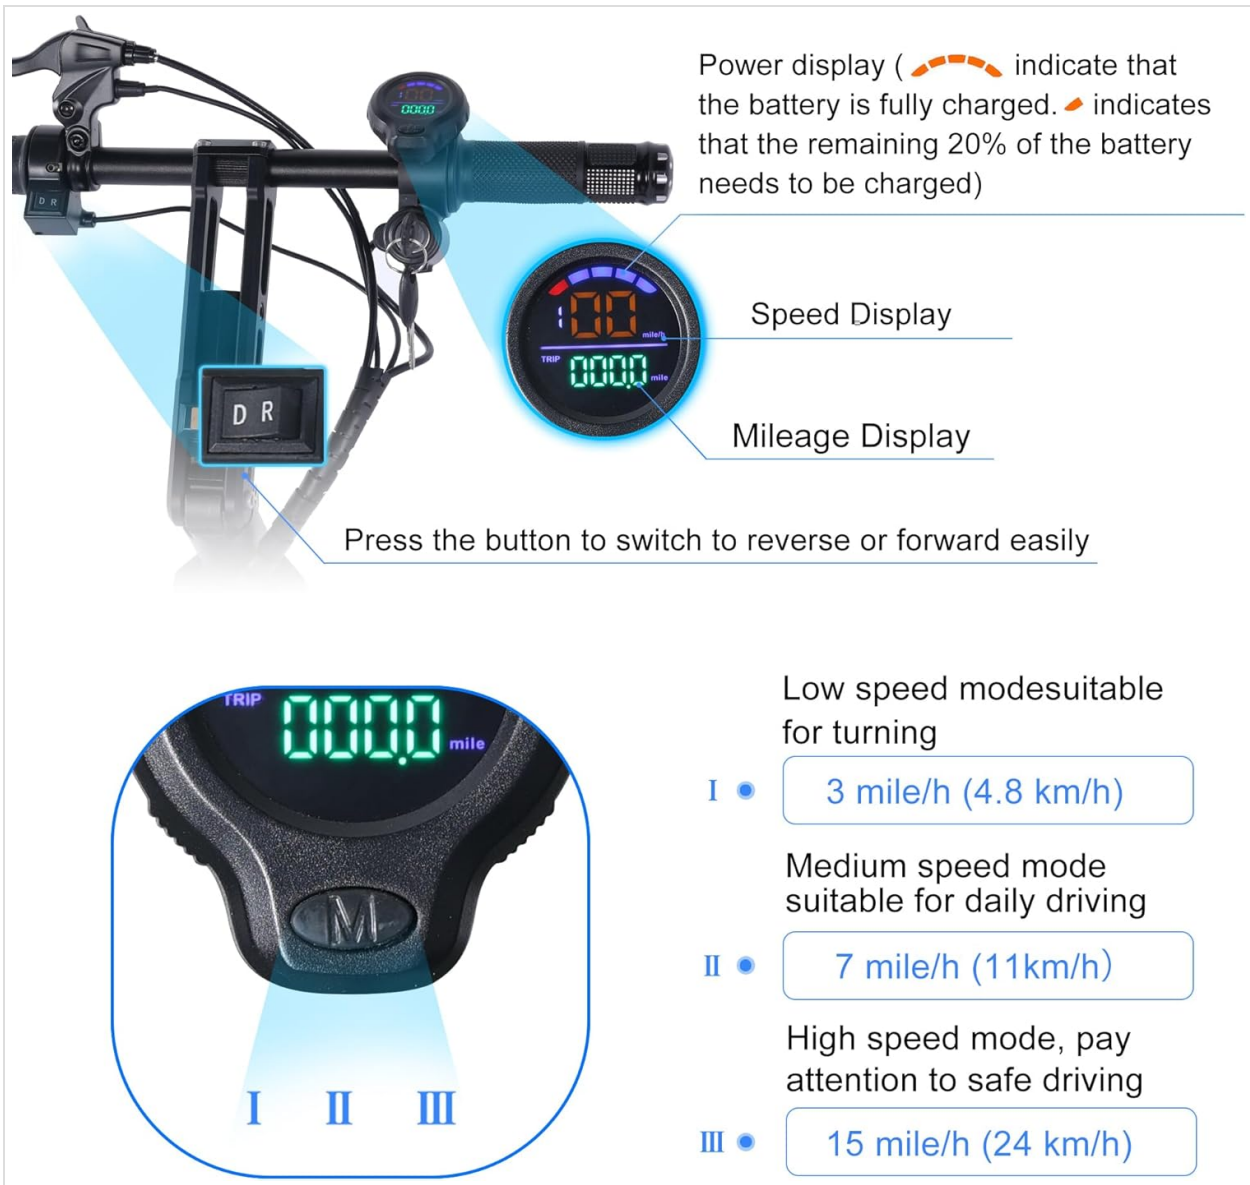 Power display ( indicate that
the battery is fully charged. indicates
that the remaining 20% of the battery
needs to be charged)
000.0
D R
100
mile/h
TRIP
000.0 mile
Speed Display
Mileage Display
D R
Press the button to switch to reverse or forward easily
TRIP
000.0 mile
M
I II III
Low speed modesuitable
for turning
I
3 mile/h (4.8 km/h)
Medium speed mode
suitable for daily driving
II
7 mile/h (11km/h)
High speed mode, pay
attention to safe driving
III
15 mile/h (24 km/h)